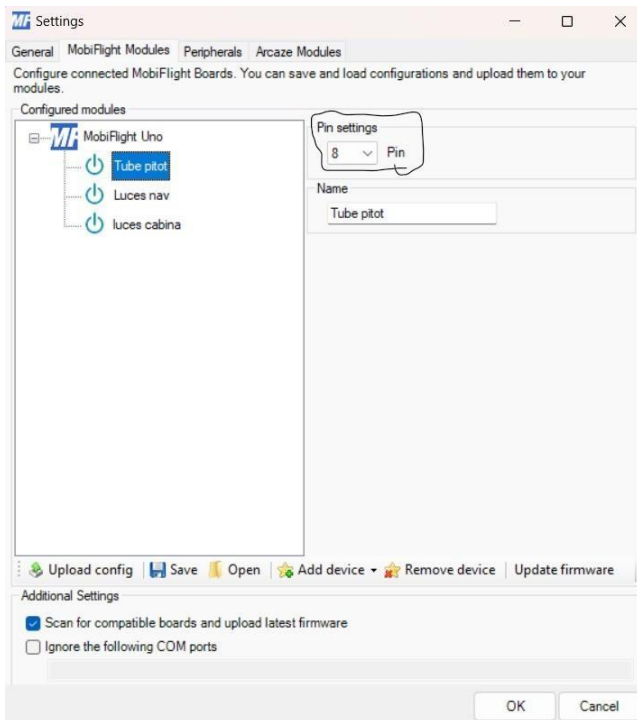 MF Settings
General MobiFlight Modules Peripherals Arcaze Modules
Configure connected MobiFlight Boards. You can save and load configurations and upload them to your
modules.
Configured modules
MF MobiFlight Uno
Tube pitot
Luces nav
luces cabina
Pin settings
8 Pin
Name
Tube pitot
Upload config Save Open Add device Remove device Update firmware
Additional Settings
Scan for compatible boards and upload latest firmware
Ignore the following COM ports
OK Cancel